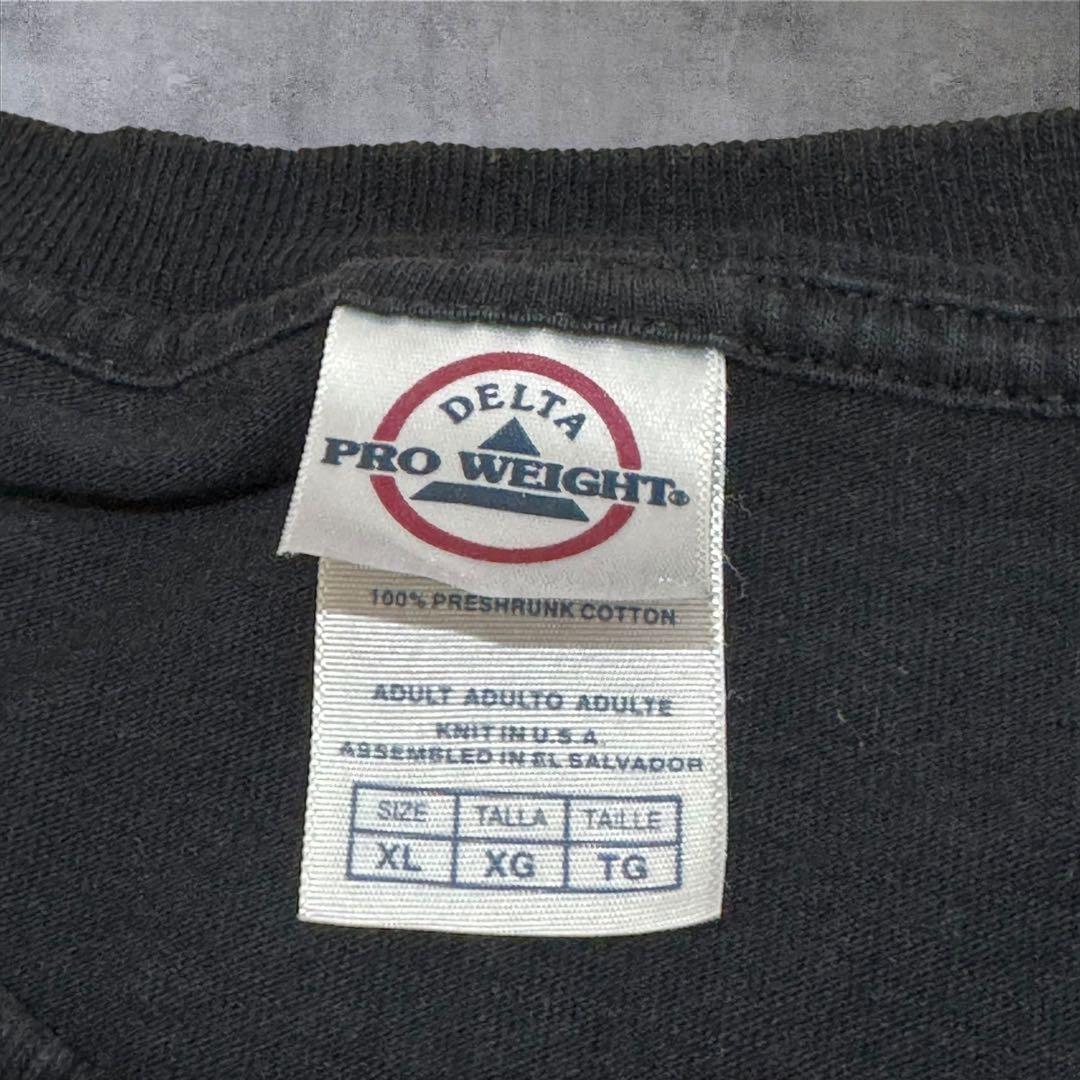 DELTA
PRO WEIGHT®
100% PRESHRUNK COTTON
ADULT ADULTO ADULTE
KNIT IN U.S.A.
ASSEMBLED IN EL SALVADOR
SIZE TALLA TAILLE
XL XG TG